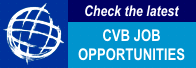 Check the latest
CVB JOB
OPPORTUNITIES